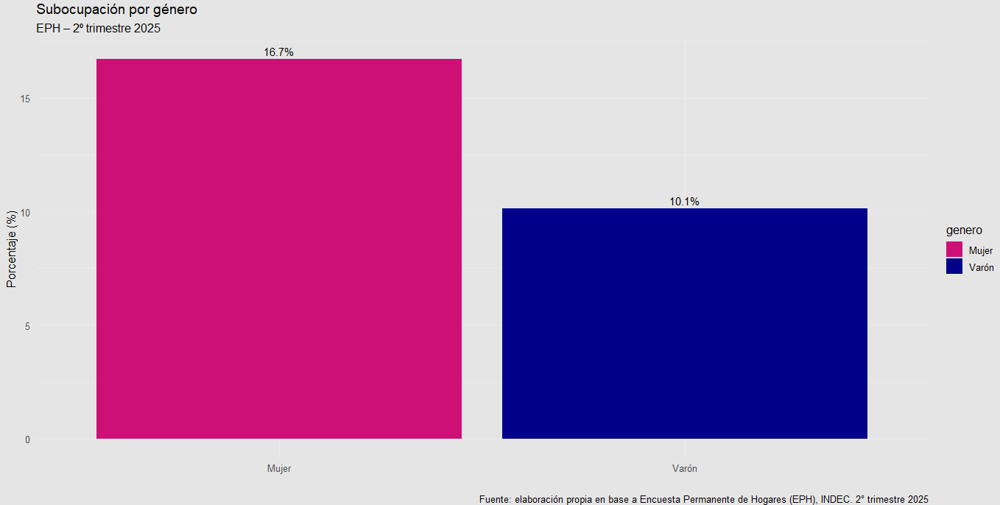 Subocupación por género
EPH – 2º trimestre 2025
16.7%
10.1%
Porcentaje (%)
15
10
5
0
Mujer
Varón
genero
Mujer
Varón
Fuente: elaboración propia en base a Encuesta Permanente de Hogares (EPH), INDEC. 2° trimestre 2025